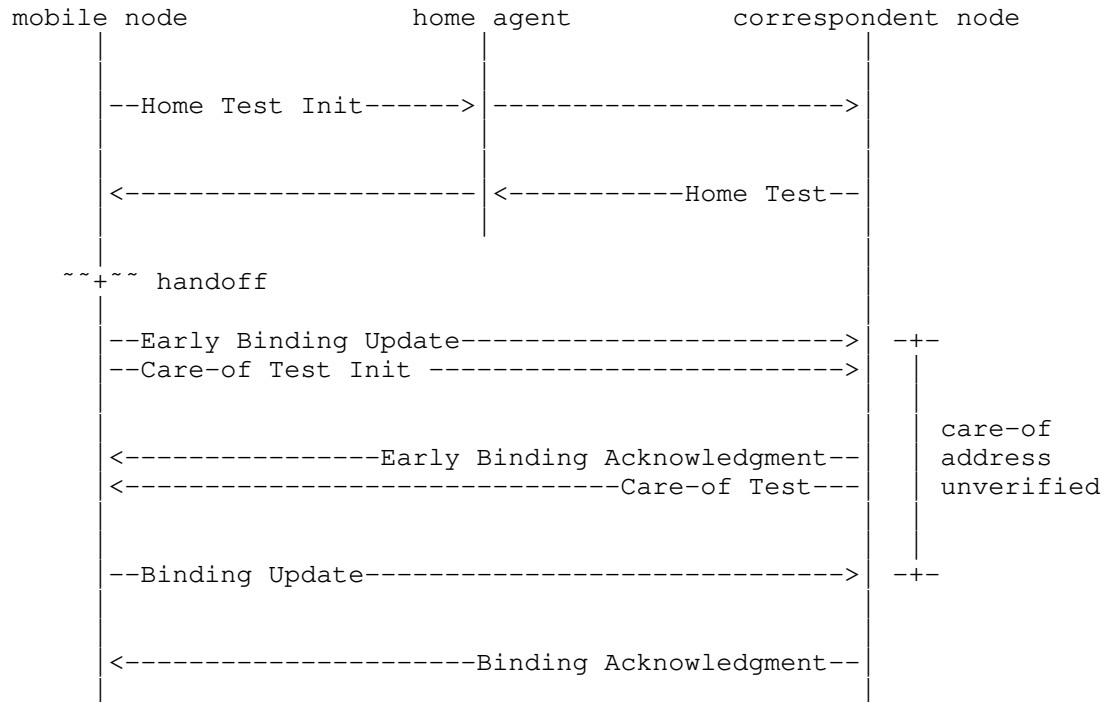 mobile node home agent correspondent node
--Home Test Init------> ---------------------->
<---------------------- <-----------Home Test--
~~+~~ handoff
--Early Binding Update------------------------> -+-
--Care-of Test Init -------------------------->
care-of
<----------------Early Binding Acknowledgment-- address
<-------------------------------Care-of Test--- unverified
--Binding Update------------------------------> -+-
<----------------------Binding Acknowledgment--